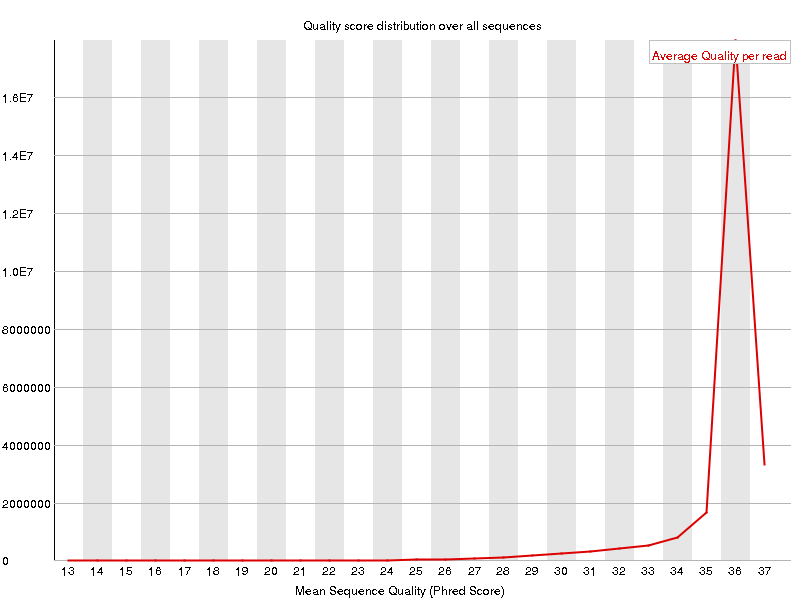 Quality score distribution over all sequences
Average Quality per read
1.6E7
1.4E7
1.2E7
1.0E7
8000000
6000000
4000000
2000000
0
13 14 15 16 17 18 19 20 21 22 23 24 25 26 27 28 29 30 31 32 33 34 35 36 37
Mean Sequence Quality (Phred Score)